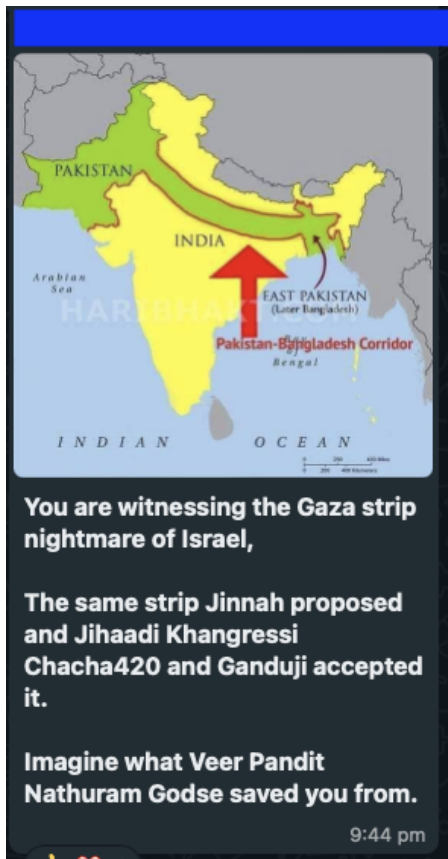 PAKISTAN
INDIA
Arabian
Sea
EAST PAKISTAN
(Later Bangladesh)
HARIBHAKT.COM
Pakistan-Bangladesh Corridor
Bengal
INDIAN OCEAN
You are witnessing the Gaza strip
nightmare of Israel,
The same strip Jinnah proposed
and Jihaadi Khangressi
Chacha420 and Ganduji accepted
it.
Imagine what Veer Pandit
Nathuram Godse saved you from.
9:44 pm